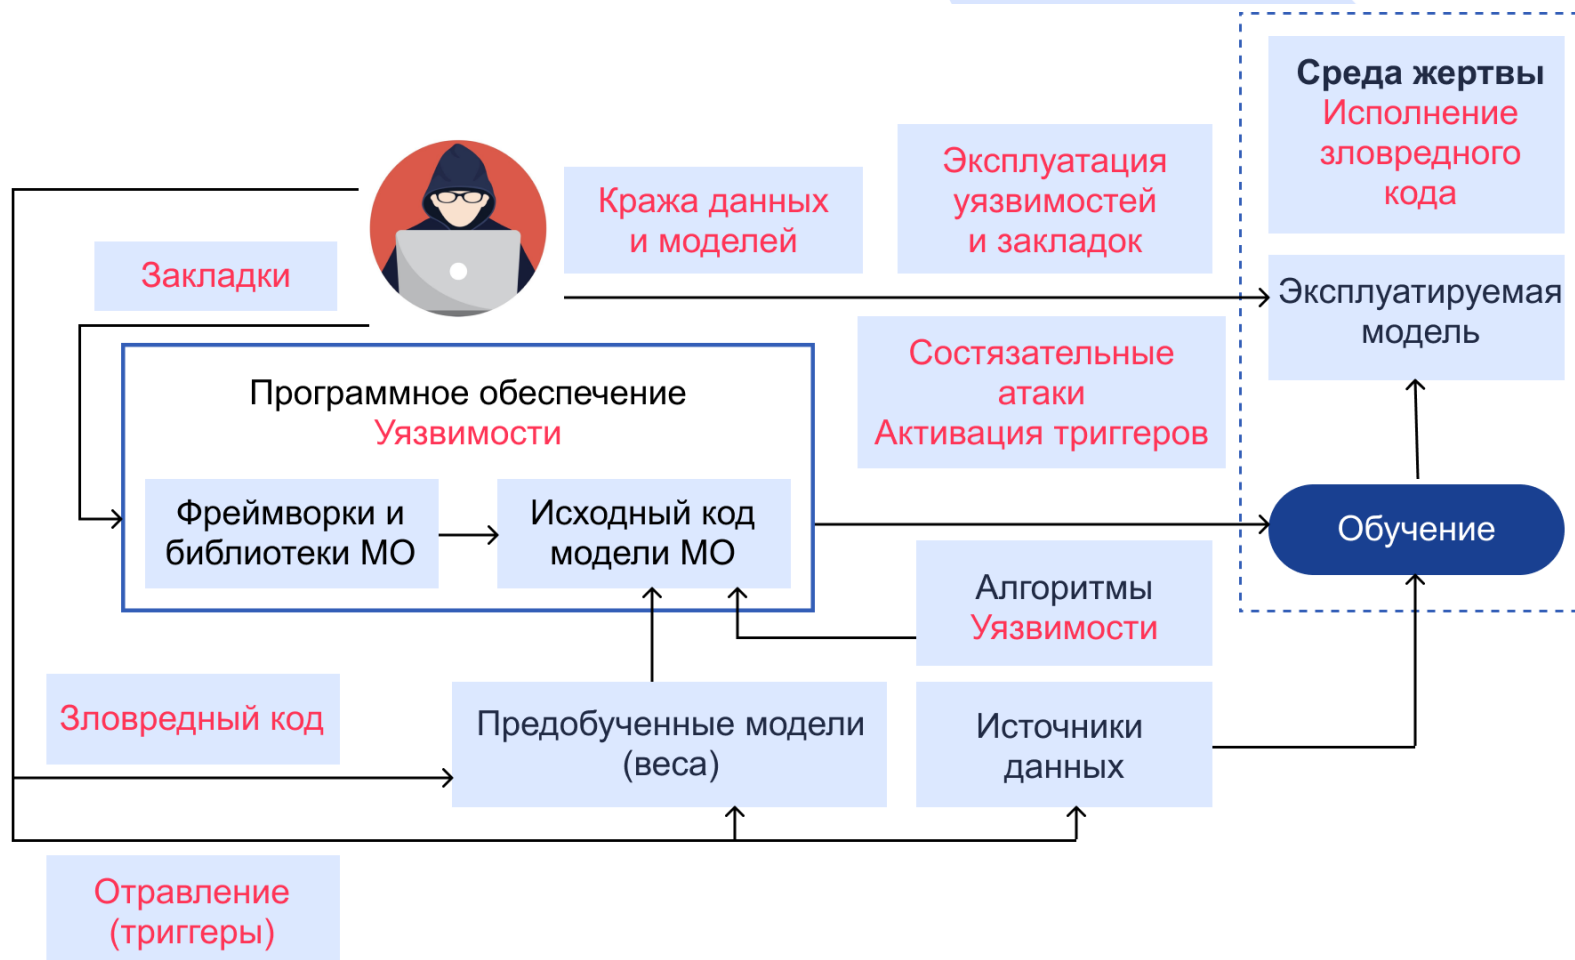 Среда жертвы
Исполнение
зловредного
кода
Эксплуатация
уязвимостей
и закладок
Кража данных
и моделей
Закладки
Эксплуатируемая
модель
Состязательные
атаки
Активация триггеров
Программное обеспечение
Уязвимости
Фреймворки и
библиотеки МО
Исходный код
модели МО
Обучение
Алгоритмы
Уязвимости
Зловредный код
Предобученные модели
(веса)
Источники
данных
Отравление
(триггеры)